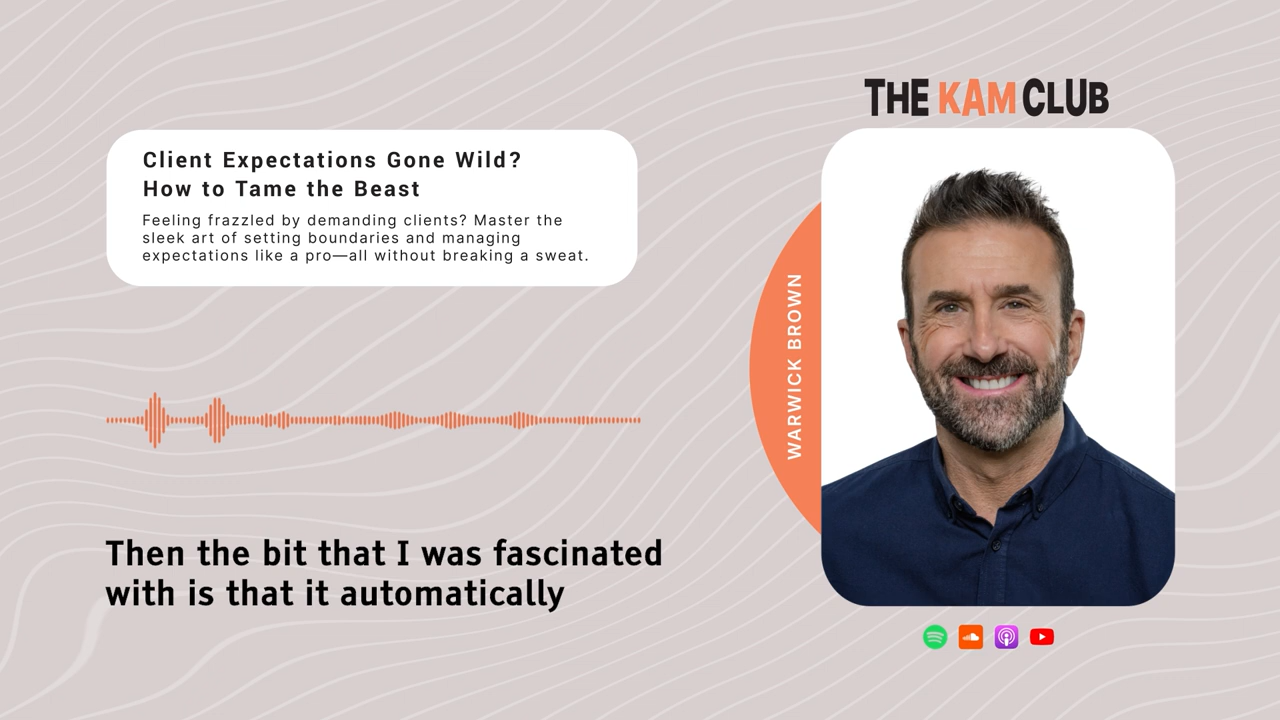 THE KAM CLUB
Client Expectations Gone Wild?
How to Tame the Beast
Feeling frazzled by demanding clients? Master the
sleek art of setting boundaries and managing
expectations like a pro—all without breaking a sweat.
WARWICK BROWN
Then the bit that I was fascinated
with is that it automatically